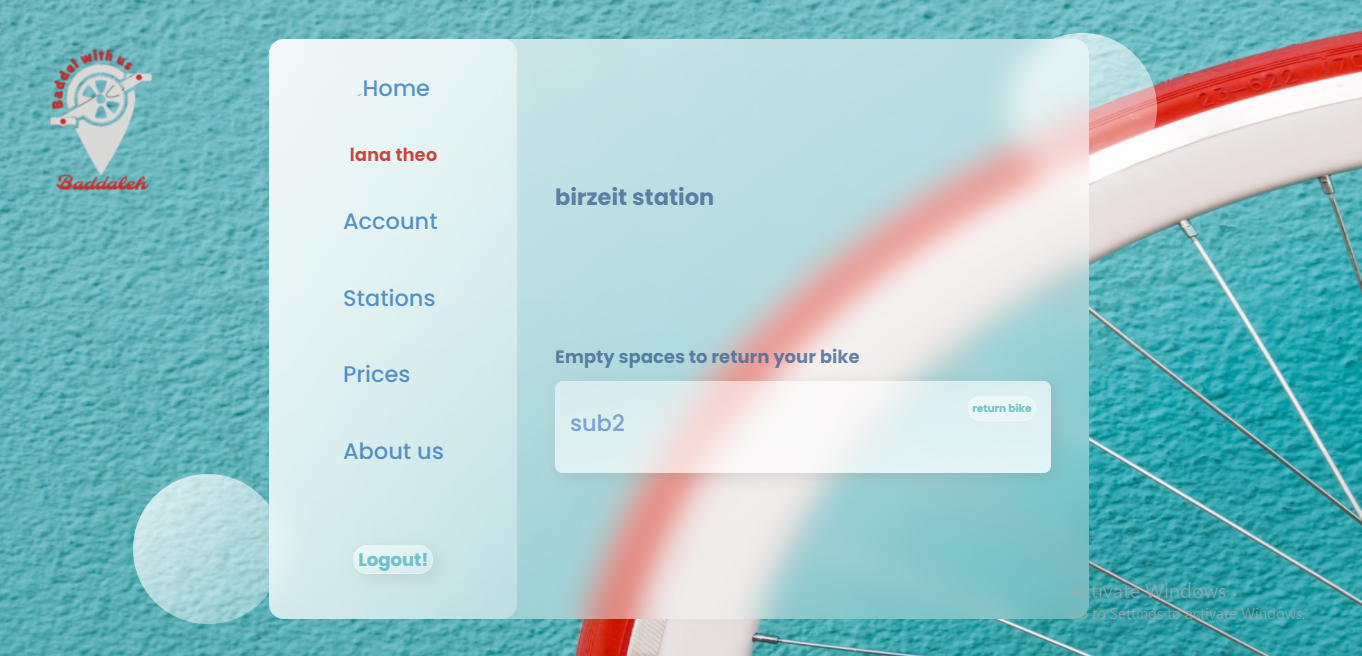 Baddal with us
Baddaleh
Home
lana theo
Account
Stations
Prices
About us
Logout!
birzeit station
Empty spaces to return your bike
sub2
return bike
23-622
Activate Windows
Go to Settings to activate Windows.